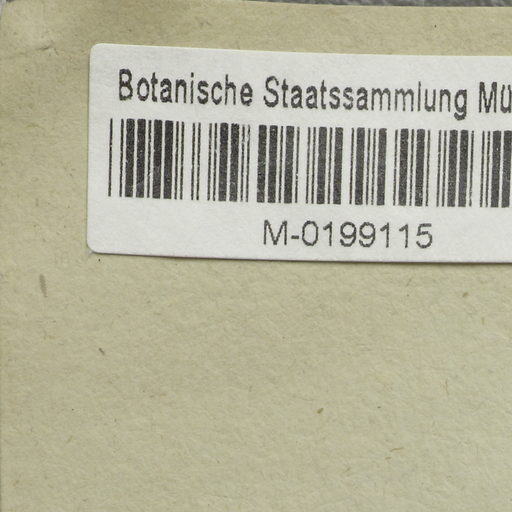 Botanische Staatssammlung Mü
M-0199115